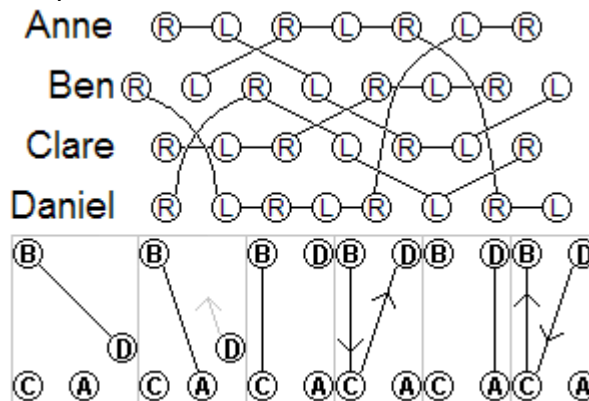 Anne R L R L R L R
Ben R L R L R L R L
Clare R L R L R L R
Daniel R L R L R L R L
B B B D B D B D B D
D D
C A C A C A C A C A C A